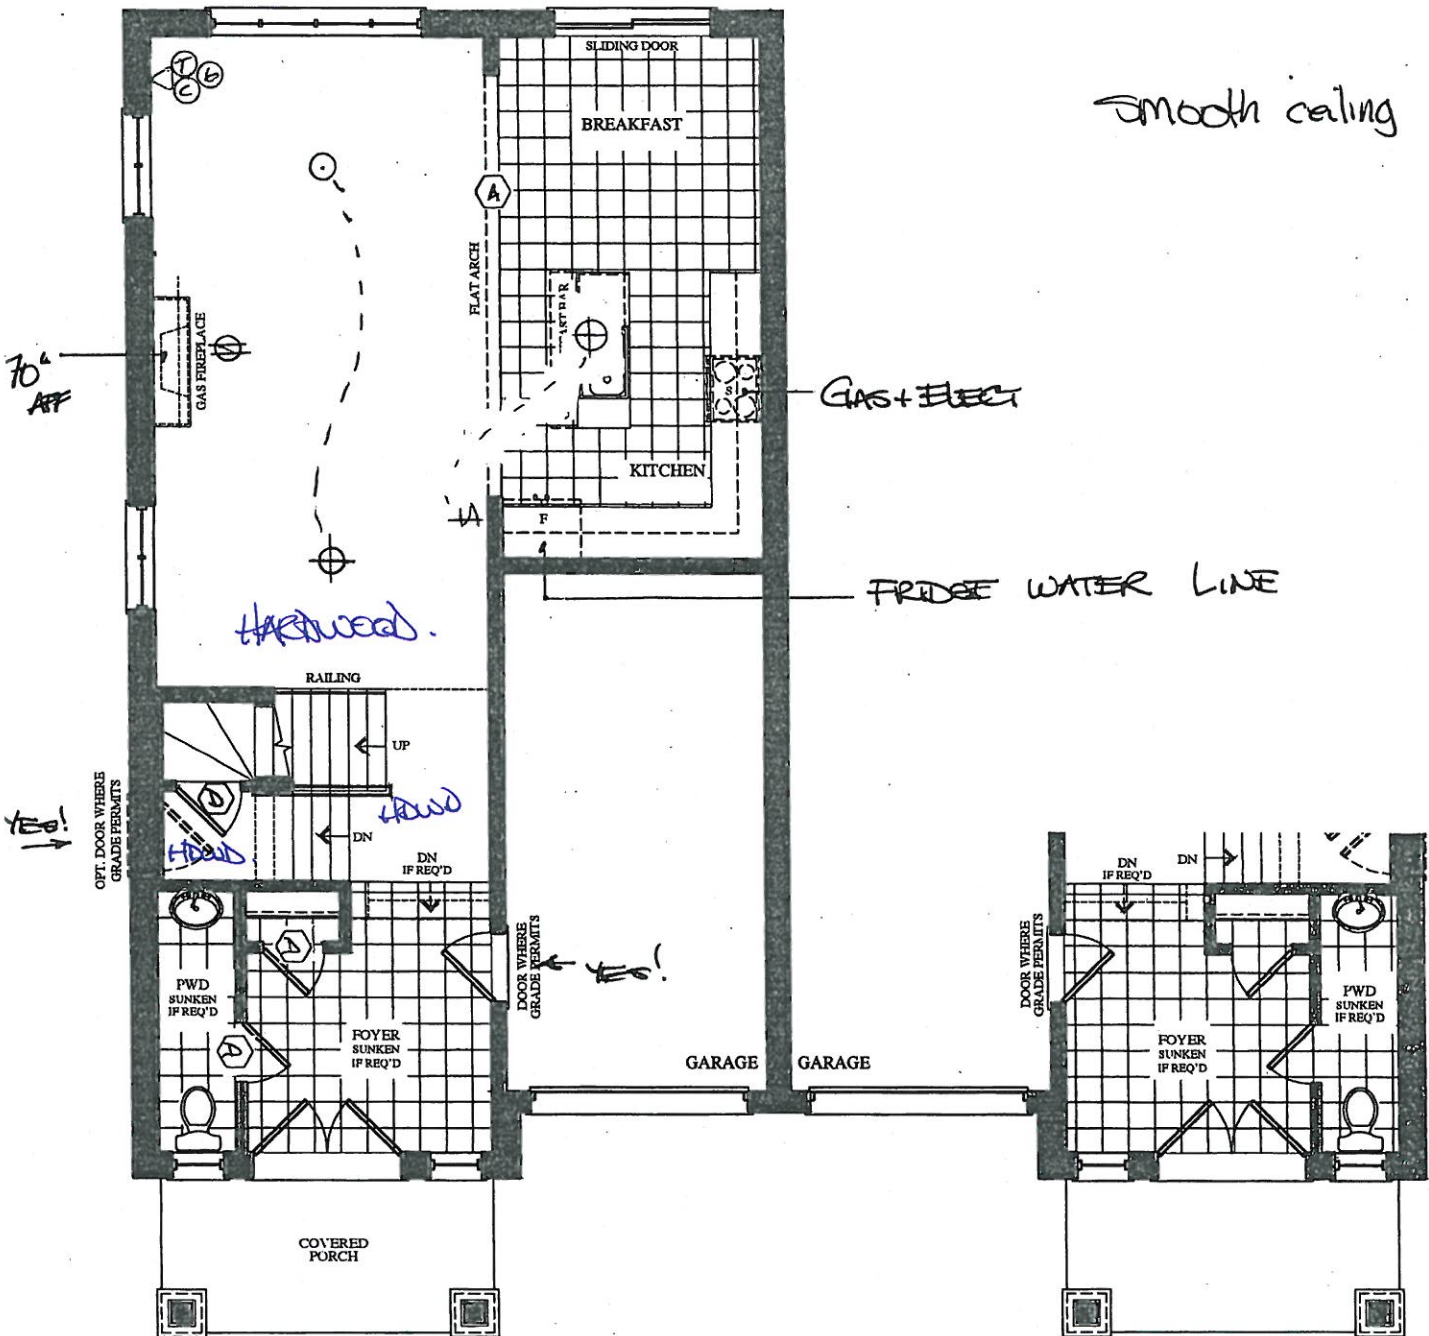 SLIDING DOOR
T
b
C
smooth ceiling
BREAKFAST
A
FLAT ARCH
GAS FIREPLACE
70"
AFF
GAS + ELECT
S
KITCHEN
F
FRIDGE WATER LINE
HARDWOOD.
RAILING
UP
OPT. DOOR WHERE
GRADE PERMITS
YES!
D
HDWD
HDWD.
DN
DN
IF REQ'D
DN
IF REQ'D
DN
D
DOOR WHERE
GRADE PERMITS
YES!
DOOR WHERE
GRADE PERMITS
PWD
SUNKEN
IF REQ'D
D
FOYER
SUNKEN
IF REQ'D
GARAGE
GARAGE
FOYER
SUNKEN
IF REQ'D
PWD
SUNKEN
IF REQ'D
COVERED
PORCH